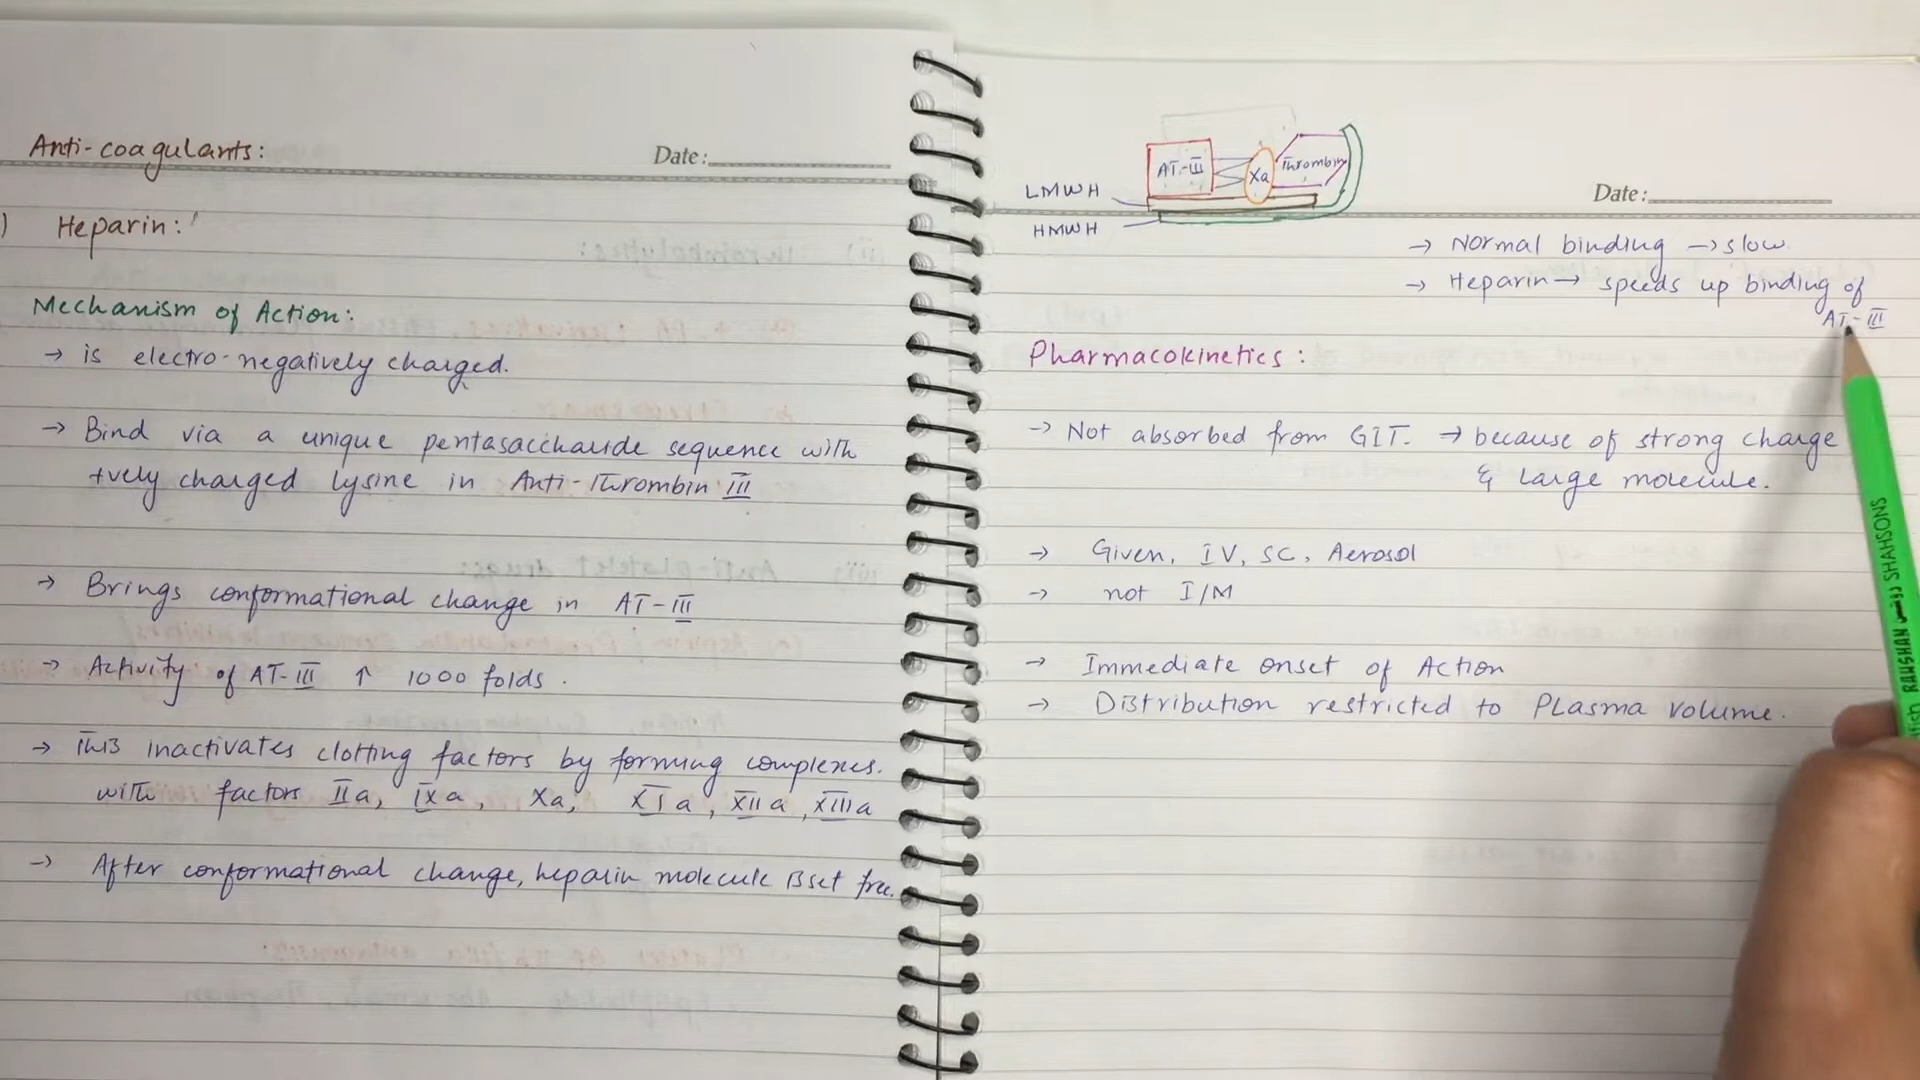 Anti-coagulants:
Date:
) Heparin:
Mechanism of Action:
→ is electro-negatively charged.
→ Bind via a unique pentasaccharide sequence with
+vely charged lysine in Anti-Thrombin III
→ Brings conformational change in AT-III
→ Activity of AT-III ↑ 1000 folds.
→ This inactivates clotting factors by forming complexes.
with factors IIa, IXa, Xa, XIa, XIIa, XIIIa
→ After conformational change, heparin molecule is set free.
AT-III Xa Thrombin
LMWH
HMWH
Date:
→ Normal binding → slow.
→ Heparin → speeds up binding of
AT-III
Pharmacokinetics:
→ Not absorbed from GIT. → because of strong charge
& large molecule.
→ Given, IV, SC, Aerosol
→ not I/M
→ Immediate onset of Action
→ Distribution restricted to Plasma volume.
RAUSHAN SHAHSONS